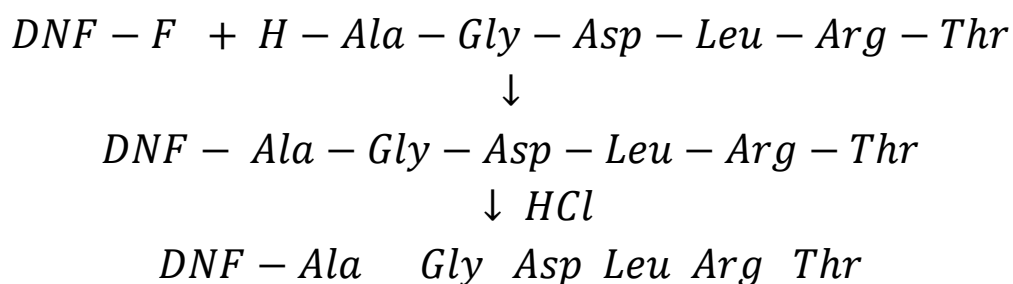 DNF − F + H − Ala − Gly − Asp − Leu − Arg − Thr
↓
DNF − Ala − Gly − Asp − Leu − Arg − Thr
↓ HCl
DNF − Ala Gly Asp Leu Arg Thr